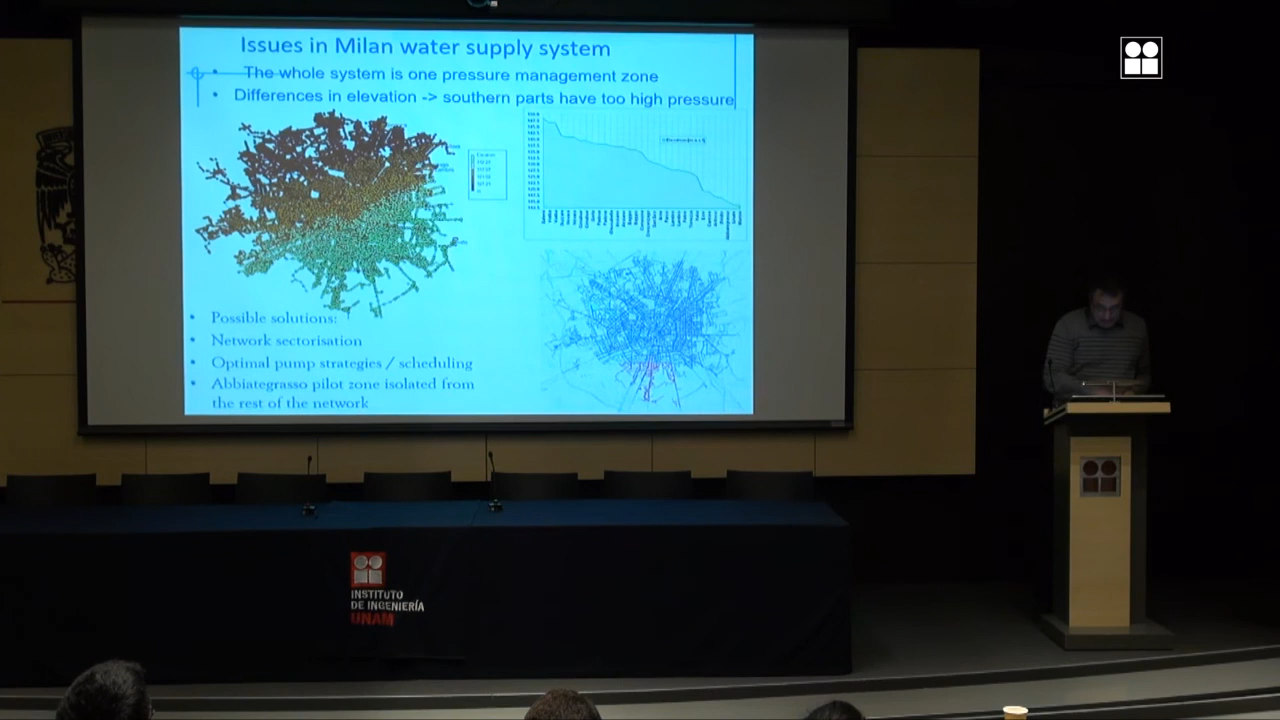 Issues in Milan water supply system
• The whole system is one pressure management zone
• Differences in elevation -> southern parts have too high pressure
• Possible solutions:
• Network sectorisation
• Optimal pump strategies / scheduling
• Abbiategrasso pilot zone isolated from
the rest of the network
INSTITUTO
DE INGENIERÍA
UNAM